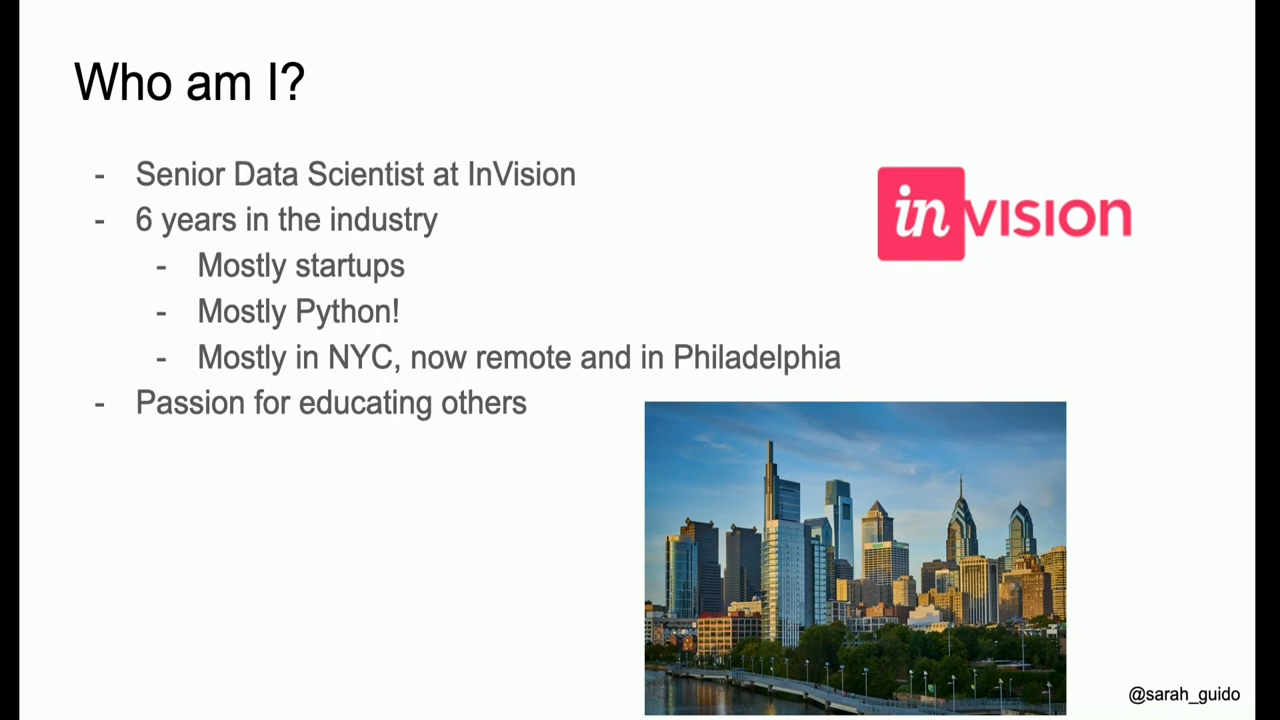 Who am I?
- Senior Data Scientist at InVision
- 6 years in the industry
- Mostly startups
- Mostly Python!
- Mostly in NYC, now remote and in Philadelphia
- Passion for educating others
inVISION
@sarah_guido